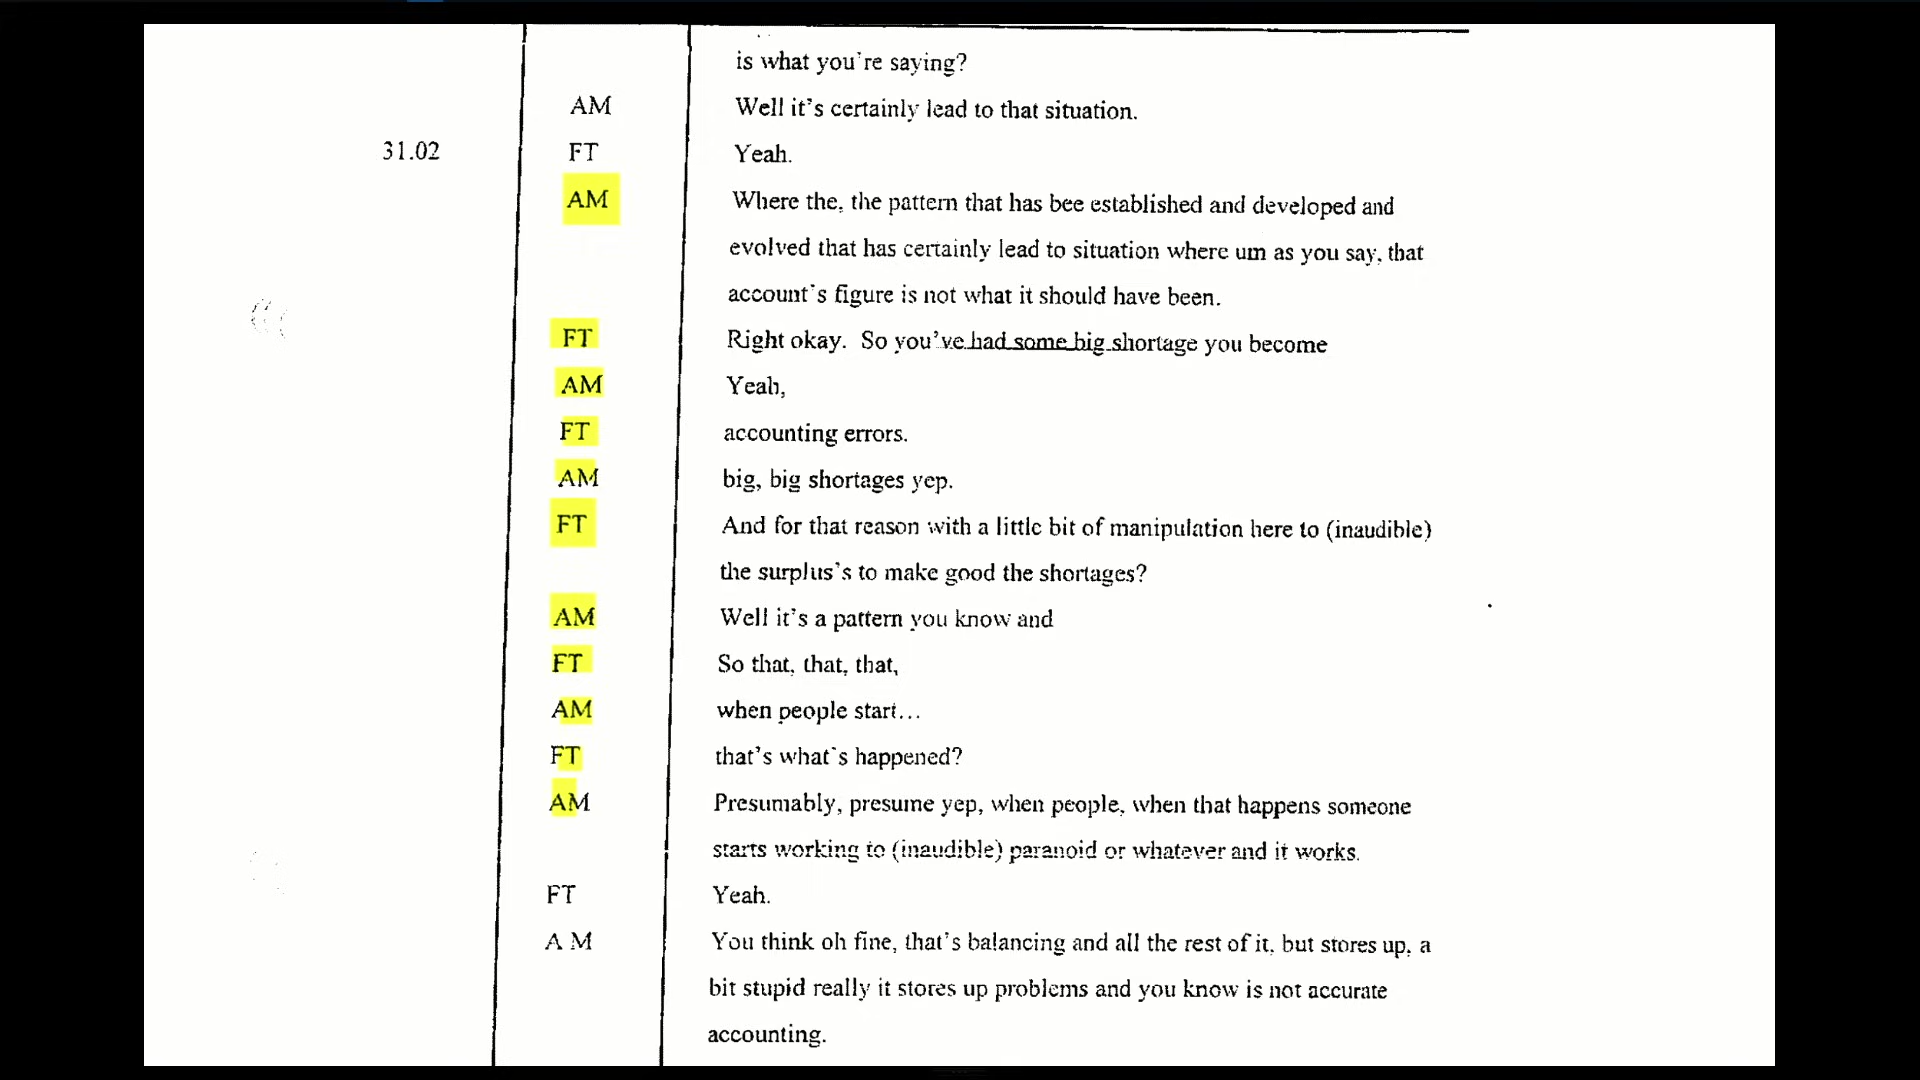 is what you're saying?
AM Well it's certainly lead to that situation.
31.02 FT Yeah.
AM Where the, the pattern that has bee established and developed and
evolved that has certainly lead to situation where um as you say, that
account's figure is not what it should have been.
FT Right okay. So you've had some big shortage you become
AM Yeah,
FT accounting errors.
AM big, big shortages yep.
FT And for that reason with a little bit of manipulation here to (inaudible)
the surplus's to make good the shortages?
AM Well it's a pattern you know and
FT So that, that, that,
AM when people start...
FT that's what's happened?
AM Presumably, presume yep, when people, when that happens someone
starts working to (inaudible) paranoid or whatever and it works.
FT Yeah.
A M You think oh fine, that's balancing and all the rest of it, but stores up, a
bit stupid really it stores up problems and you know is not accurate
accounting.